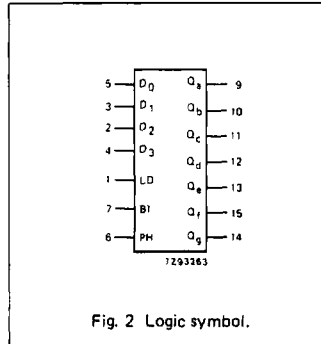 5 D0 Qa 9
3 D1 Qb 10
2 D2 Qc 11
4 D3 Qd 12
1 LD Qe 13
7 BI Qf 15
6 PH Qg 14
7Z93263
Fig. 2 Logic symbol.